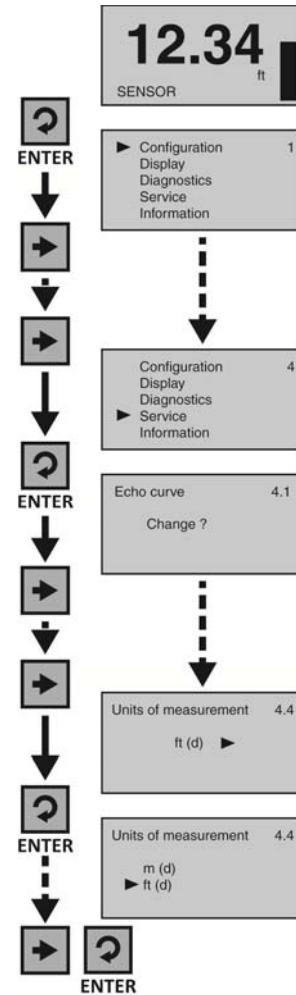 12.34
ft
SENSOR
ENTER
Configuration 1
Display
Diagnostics
Service
Information
Configuration 4
Display
Diagnostics
Service
Information
ENTER
Echo curve 4.1
Change ?
Units of measurement 4.4
ft (d)
ENTER
Units of measurement 4.4
m (d)
ft (d)
ENTER